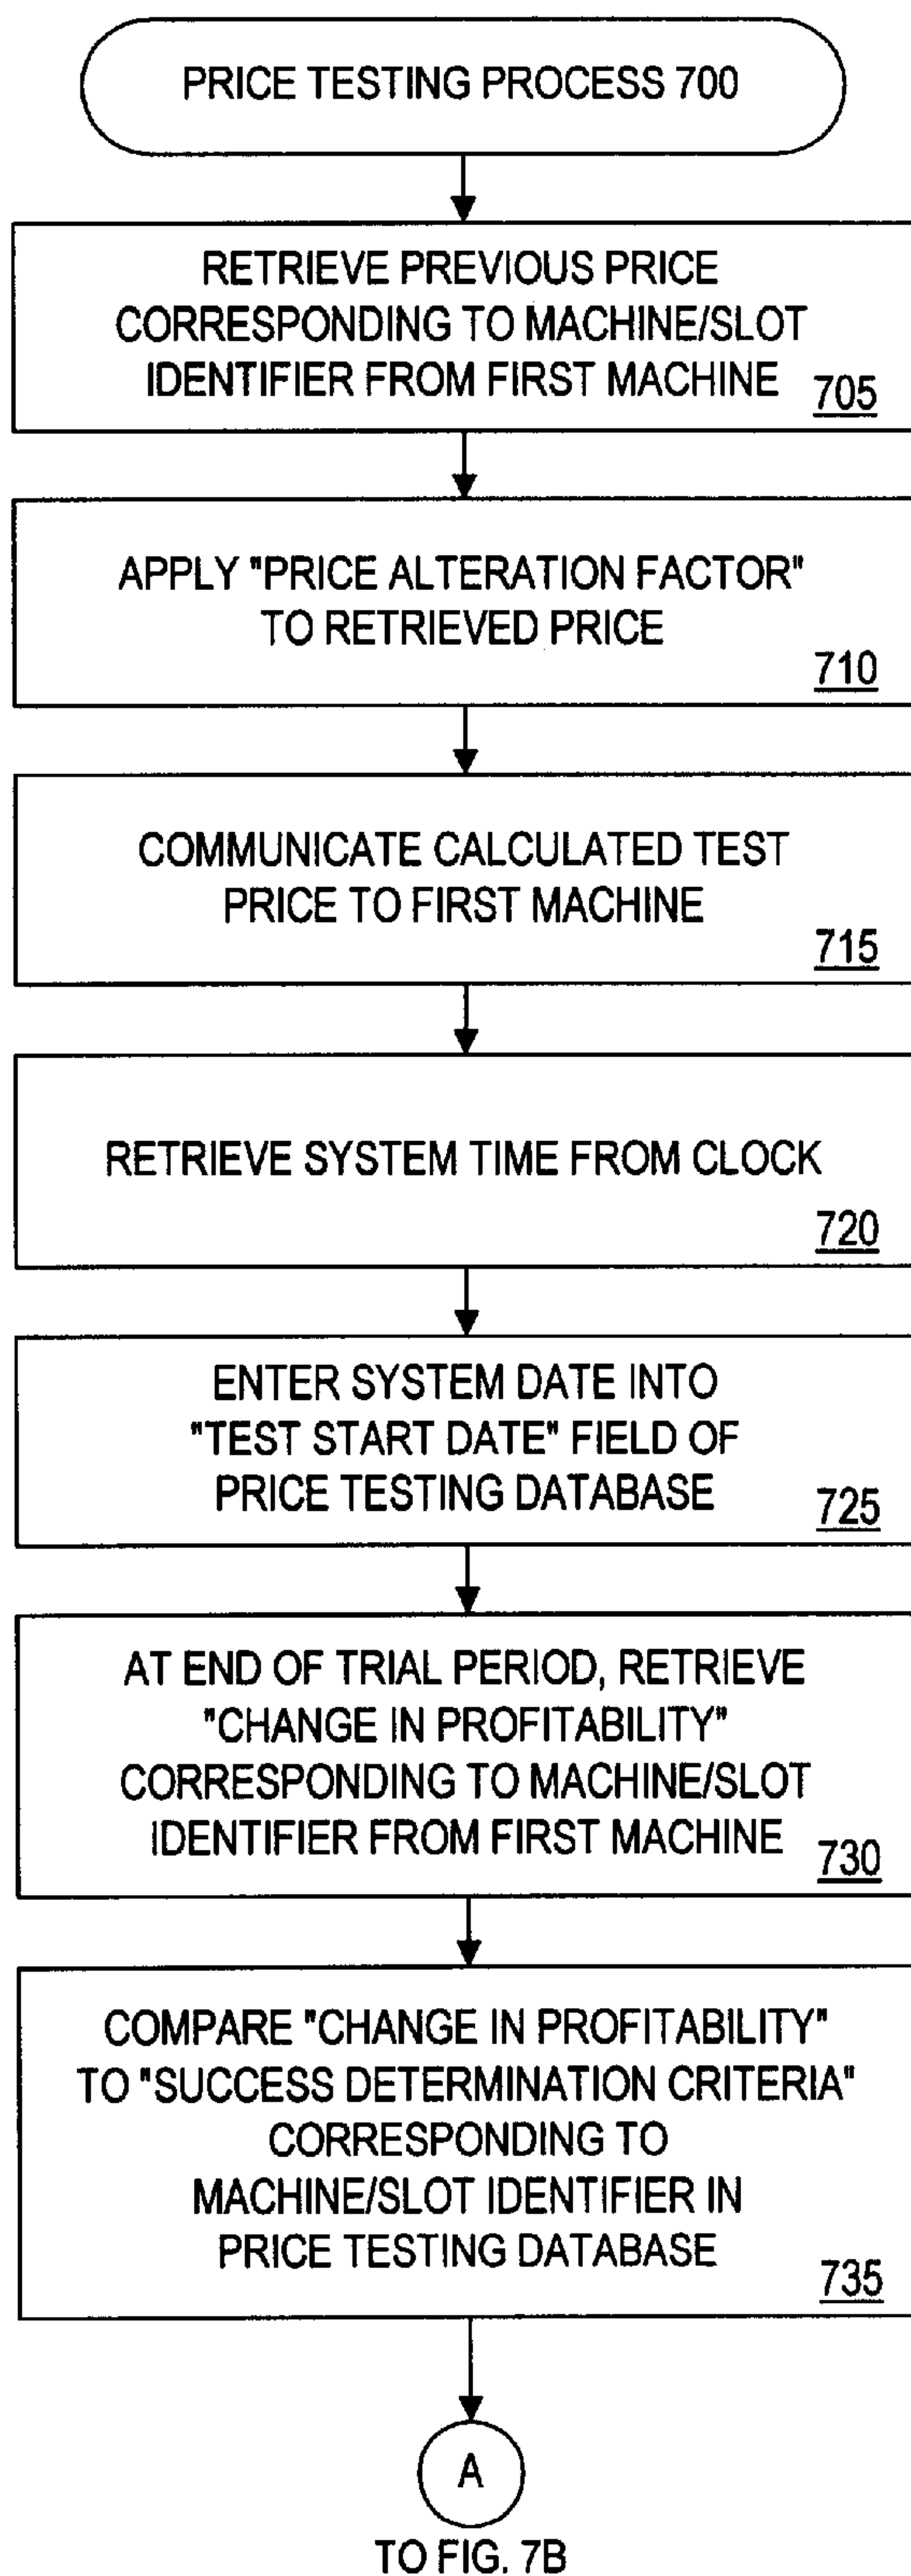 PRICE TESTING PROCESS 700
RETRIEVE PREVIOUS PRICE
CORRESPONDING TO MACHINE/SLOT
IDENTIFIER FROM FIRST MACHINE
705
APPLY "PRICE ALTERATION FACTOR"
TO RETRIEVED PRICE
710
COMMUNICATE CALCULATED TEST
PRICE TO FIRST MACHINE
715
RETRIEVE SYSTEM TIME FROM CLOCK
720
ENTER SYSTEM DATE INTO
"TEST START DATE" FIELD OF
PRICE TESTING DATABASE
725
AT END OF TRIAL PERIOD, RETRIEVE
"CHANGE IN PROFITABILITY"
CORRESPONDING TO MACHINE/SLOT
IDENTIFIER FROM FIRST MACHINE
730
COMPARE "CHANGE IN PROFITABILITY"
TO "SUCCESS DETERMINATION CRITERIA"
CORRESPONDING TO
MACHINE/SLOT IDENTIFIER IN
PRICE TESTING DATABASE
735
A
TO FIG. 7B